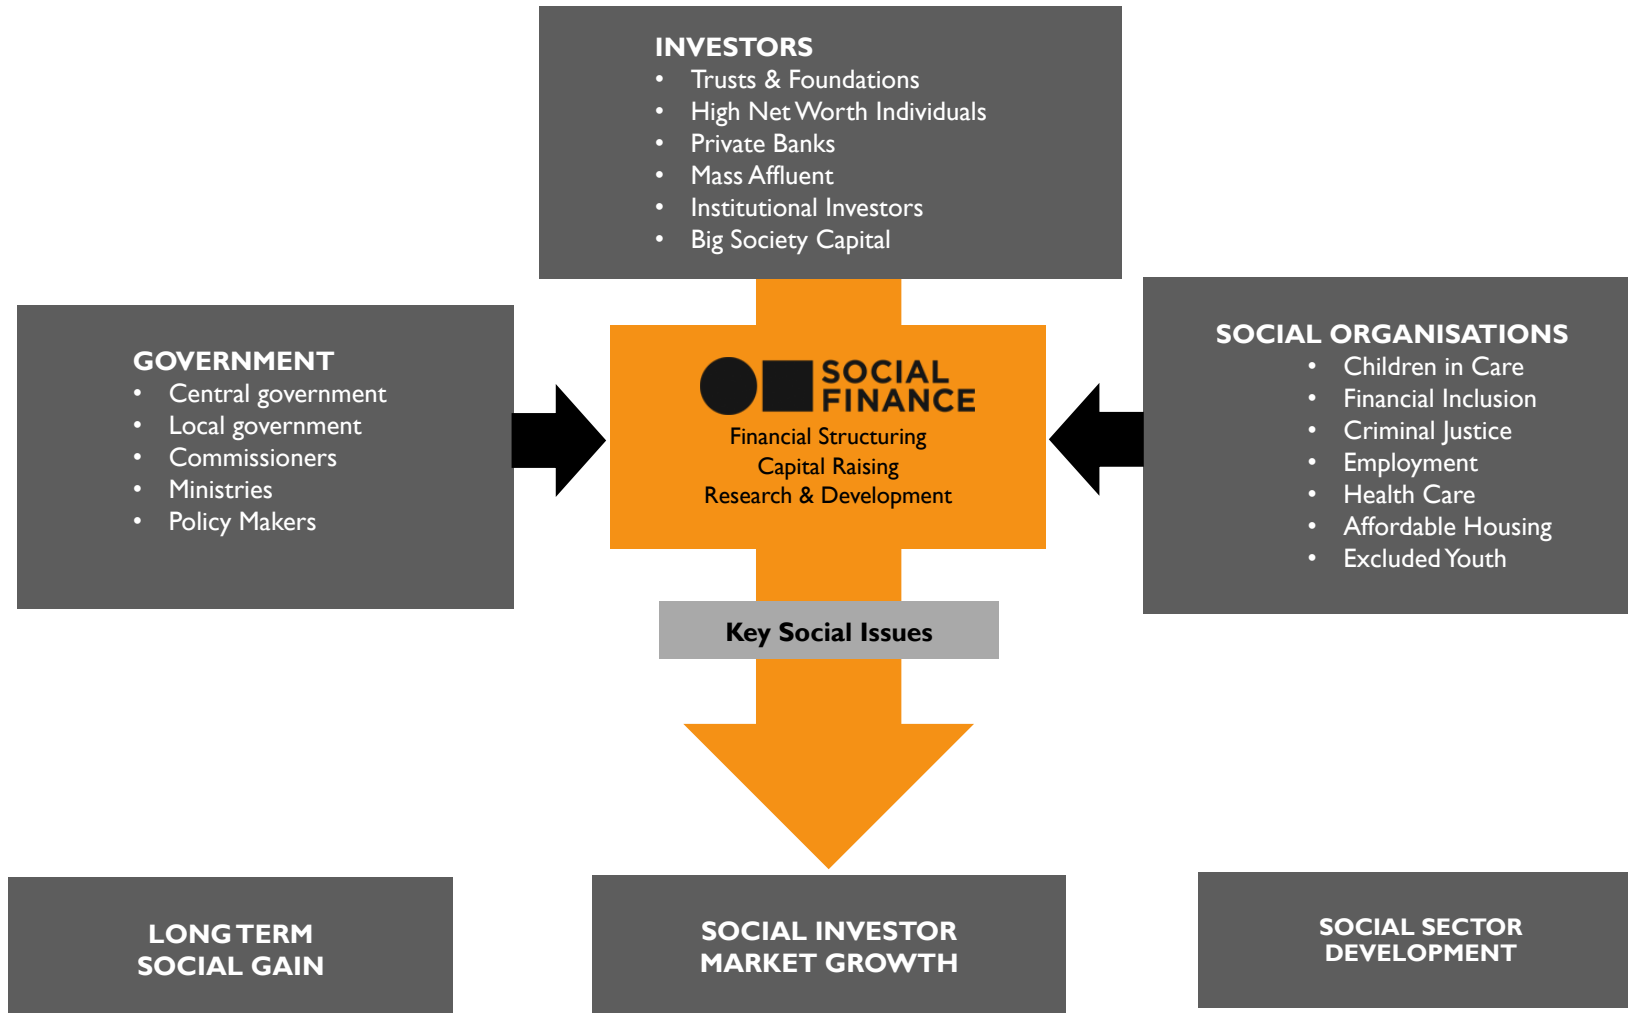 INVESTORS
• Trusts & Foundations
• High Net Worth Individuals
• Private Banks
• Mass Affluent
• Institutional Investors
• Big Society Capital
GOVERNMENT
• Central government
• Local government
• Commissioners
• Ministries
• Policy Makers
SOCIAL
FINANCE
Financial Structuring
Capital Raising
Research & Development
SOCIAL ORGANISATIONS
• Children in Care
• Financial Inclusion
• Criminal Justice
• Employment
• Health Care
• Affordable Housing
• Excluded Youth
Key Social Issues
LONG TERM
SOCIAL GAIN
SOCIAL INVESTOR
MARKET GROWTH
SOCIAL SECTOR
DEVELOPMENT